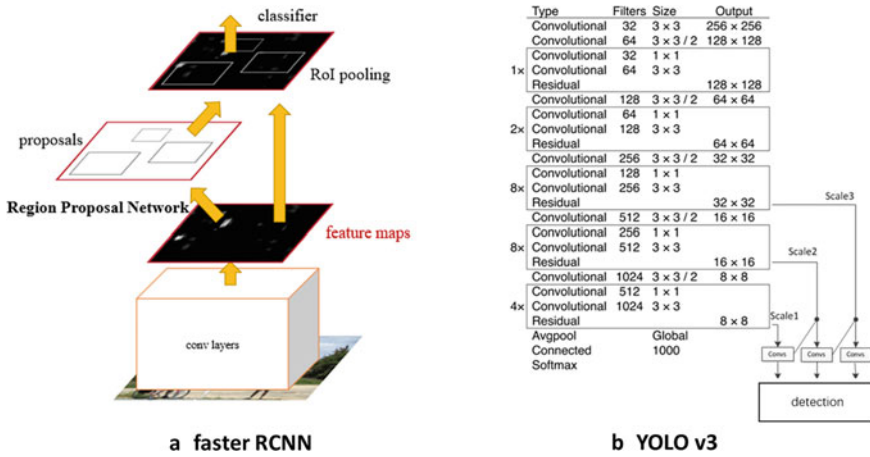 classifier
RoI pooling
proposals
Region Proposal Network
feature maps
conv layers
a faster RCNN
Type Filters Size Output
Convolutional 32 3 × 3 256 × 256
Convolutional 64 3 × 3 / 2 128 × 128
Convolutional 32 1 × 1
1× Convolutional 64 3 × 3
Residual 128 × 128
Convolutional 128 3 × 3 / 2 64 × 64
Convolutional 64 1 × 1
2× Convolutional 128 3 × 3
Residual 64 × 64
Convolutional 256 3 × 3 / 2 32 × 32
Convolutional 128 1 × 1
8× Convolutional 256 3 × 3
Residual 32 × 32
Convolutional 512 3 × 3 / 2 16 × 16
Convolutional 256 1 × 1
8× Convolutional 512 3 × 3
Residual 16 × 16
Convolutional 1024 3 × 3 / 2 8 × 8
Convolutional 512 1 × 1
4× Convolutional 1024 3 × 3
Residual 8 × 8
Avgpool Global
Connected 1000
Softmax
Scale3
Scale2
Scale1
Convs Convs Convs
detection
b YOLO v3